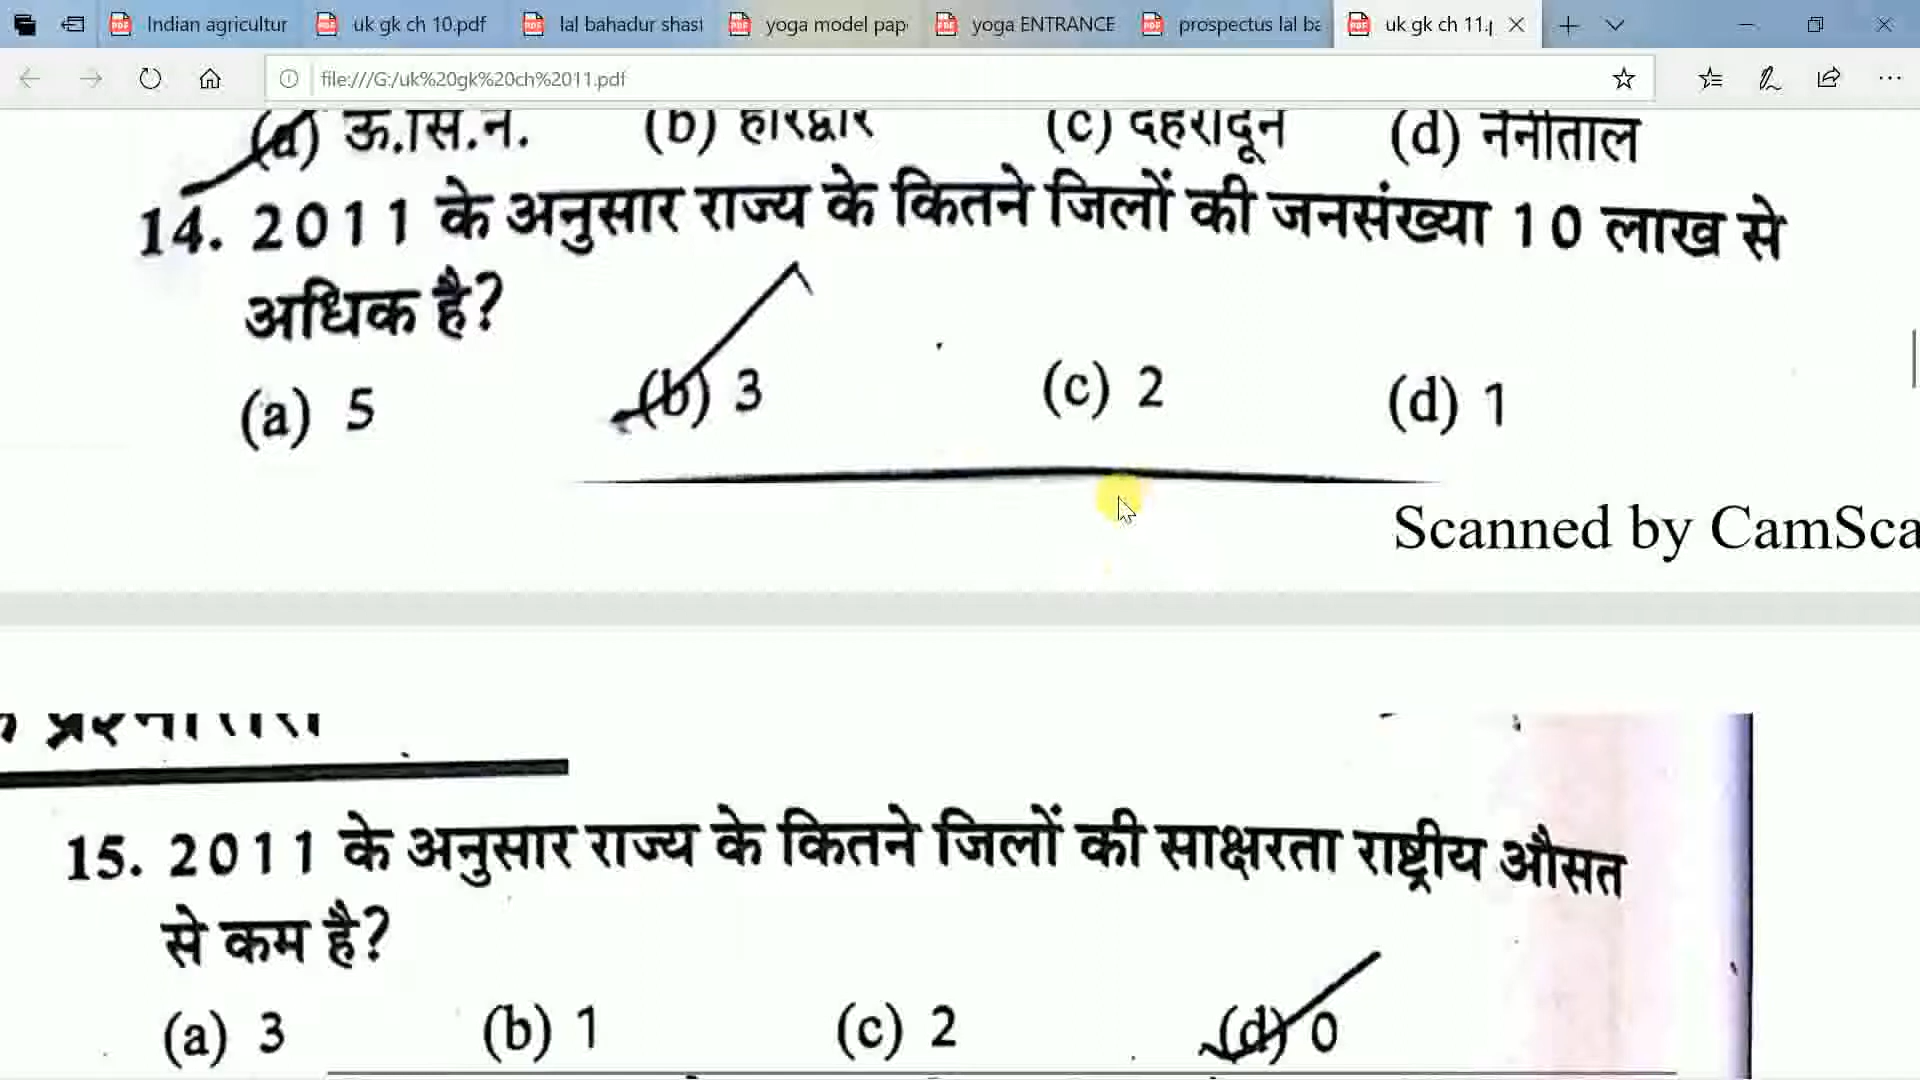 Indian agricultur uk gk ch 10.pdf lal bahadur shast yoga model pap yoga ENTRANCE prospectus lal ba uk gk ch 11.p
file:///G:/uk%20gk%20ch%2011.pdf
(a) ऊ.सिं.न. (b) हरिद्वार (c) देहरादून (d) नैनीताल
14. 2011 के अनुसार राज्य के कितने जिलों की जनसंख्या 10 लाख से
अधिक है?
(a) 5 (b) 3 (c) 2 (d) 1
Scanned by CamSca
15. 2011 के अनुसार राज्य के कितने जिलों की साक्षरता राष्ट्रीय औसत
से कम है?
(a) 3 (b) 1 (c) 2 (d) 0